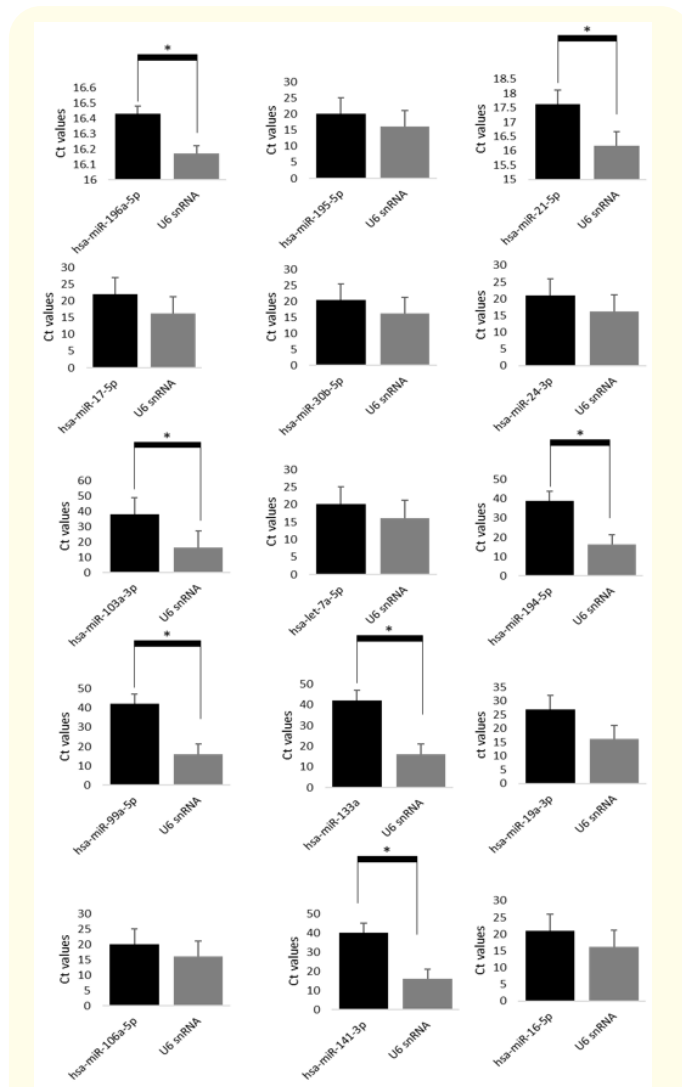 *
16.6
16.5
16.4
16.3
16.2
16.1
16
Ct values
hsa-miR-196a-5p
U6 snRNA
30
25
20
15
10
5
0
Ct values
hsa-miR-195-5p
U6 snRNA
*
18.5
18
17.5
17
16.5
16
15.5
15
Ct values
hsa-miR-21-5p
U6 snRNA
30
25
20
15
10
5
0
Ct values
hsa-miR-17-5p
U6 snRNA
30
25
20
15
10
5
0
Ct values
hsa-miR-30b-5p
U6 snRNA
30
25
20
15
10
5
0
Ct values
hsa-miR-24-3p
U6 snRNA
*
60
50
40
30
20
10
0
Ct values
hsa-miR-103a-3p
U6 snRNA
30
25
20
15
10
5
0
Ct values
hsa-let-7a-5p
U6 snRNA
*
50
40
30
20
10
0
Ct values
hsa-miR-194-5p
U6 snRNA
*
50
40
30
20
10
0
Ct values
hsa-miR-99a-5p
U6 snRNA
*
50
40
30
20
10
0
Ct values
hsa-miR-133a
U6 snRNA
35
30
25
20
15
10
5
0
ct values
hsa-miR-19a-3p
U6 snRNA
30
25
20
15
10
5
0
Ct values
hsa-miR-106a-5p
U6 snRNA
*
50
40
30
20
10
0
Ct values
hsa-miR-141-3p
U6 snRNA
30
25
20
15
10
5
0
Ct values
hsa-miR-16-5p
U6 snRNA